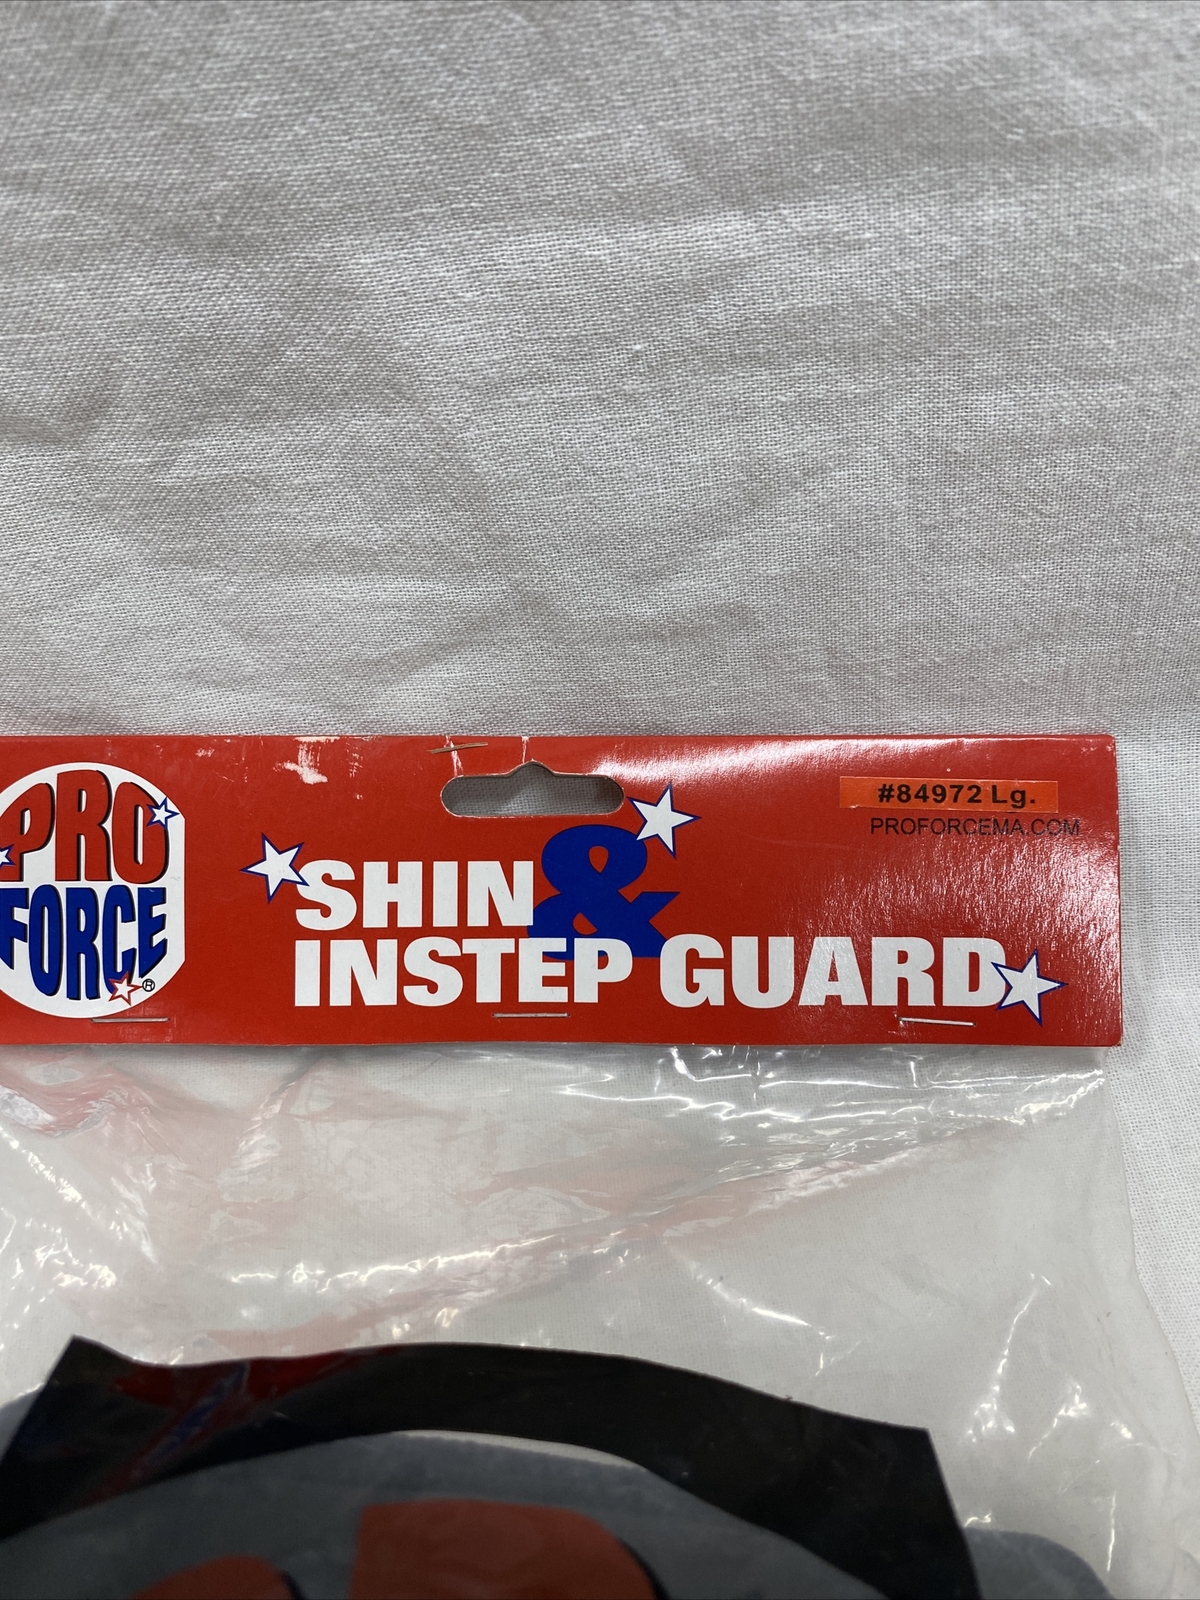 PRO
FORCE®
SHIN &
INSTEP GUARD
#84972 Lg.
PROFORCEMA.COM